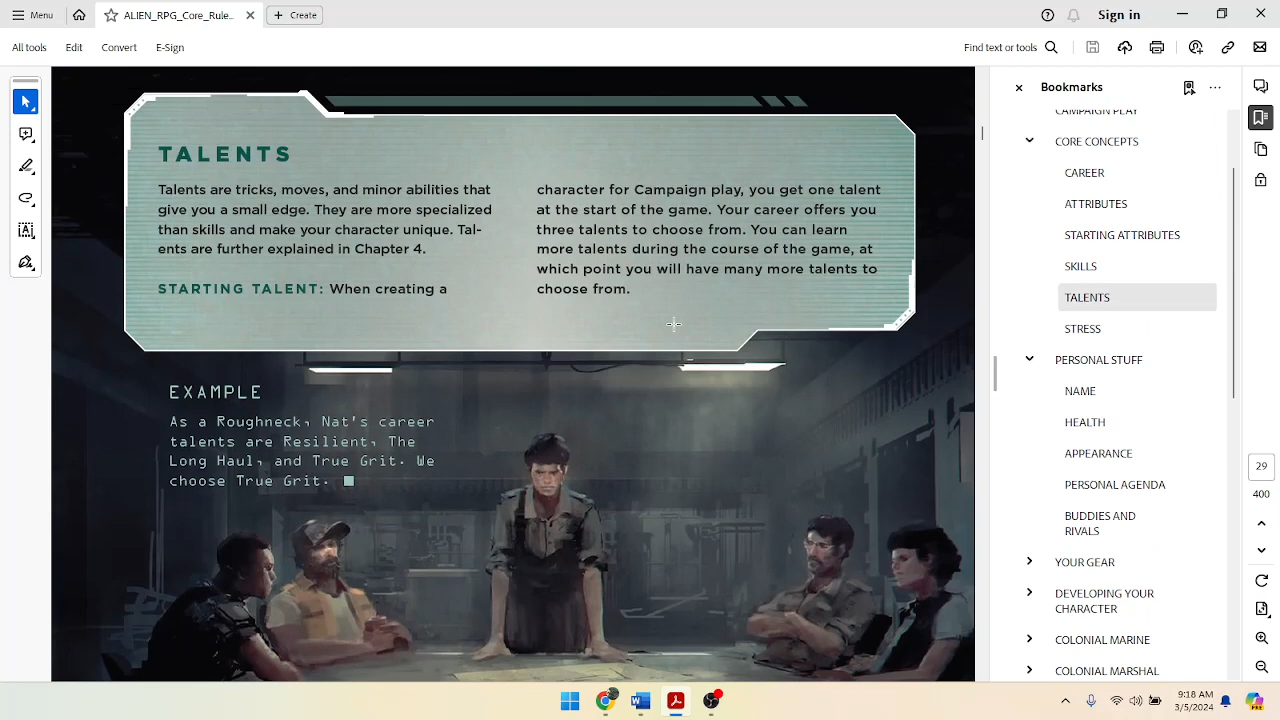 Menu
ALIEN_RPG_Core_Rule...
Create
Sign in
All tools
Edit
Convert
E-Sign
Find text or tools
TALENTS
Talents are tricks, moves, and minor abilities that
give you a small edge. They are more specialized
than skills and make your character unique. Tal-
ents are further explained in Chapter 4.
STARTING TALENT: When creating a
character for Campaign play, you get one talent
at the start of the game. Your career offers you
three talents to choose from. You can learn
more talents during the course of the game, at
which point you will have many more talents to
choose from.
EXAMPLE
As a Roughneck, Nat's career
talents are Resilient, The
Long Haul, and True Grit. We
choose True Grit.
Bookmarks
CAMPAIGN PLAY
CORE CONCEPTS
CAREER
ATTRIBUTES
STARTING ATTRIBUTES
SKILLS
TALENTS
STRESS
PERSONAL STUFF
NAME
HEALTH
APPEARANCE
PERSONAL AGENDA
BUDDIES AND
RIVALS
YOUR GEAR
DEVELOPING YOUR
CHARACTER
COLONIAL MARINE
COLONIAL MARSHAL
29
400
9:18 AM
3/5/2024